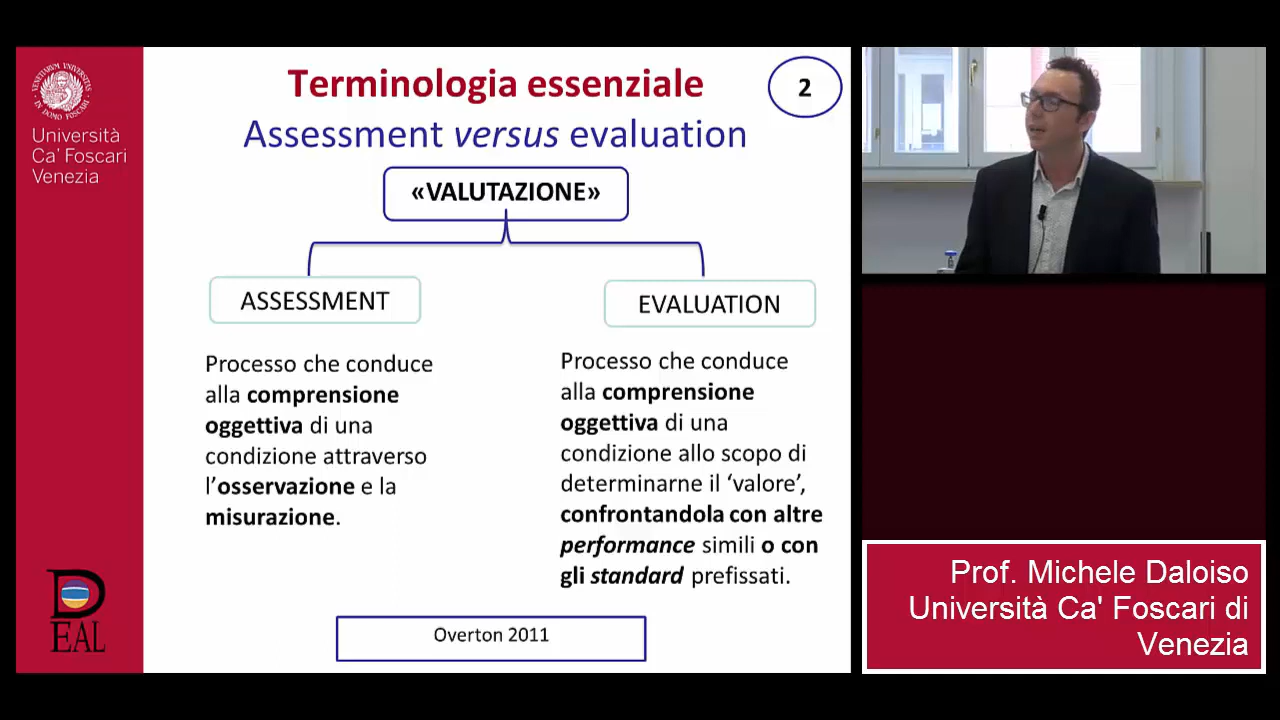 Università
Ca' Foscari
Venezia
Terminologia essenziale
2
Assessment versus evaluation
«VALUTAZIONE»
ASSESSMENT
EVALUATION
Processo che conduce
alla comprensione
oggettiva di una
condizione attraverso
l'osservazione e la
misurazione.
Processo che conduce
alla comprensione
oggettiva di una
condizione allo scopo di
determinarne il ‘valore’,
confrontandola con altre
performance simili o con
gli standard prefissati.
Overton 2011
DEAL
Prof. Michele Daloiso
Università Ca' Foscari di
Venezia